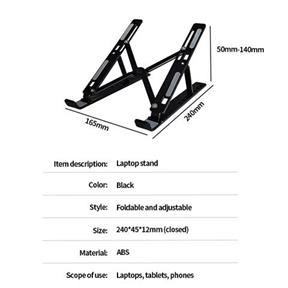 50mm-140mm
165mm
240mm
Item description: Laptop stand
Color: Black
Style: Foldable and adjustable
Size: 240*45*12mm (closed)
Material: ABS
Scope of use: Laptops, tablets, phones